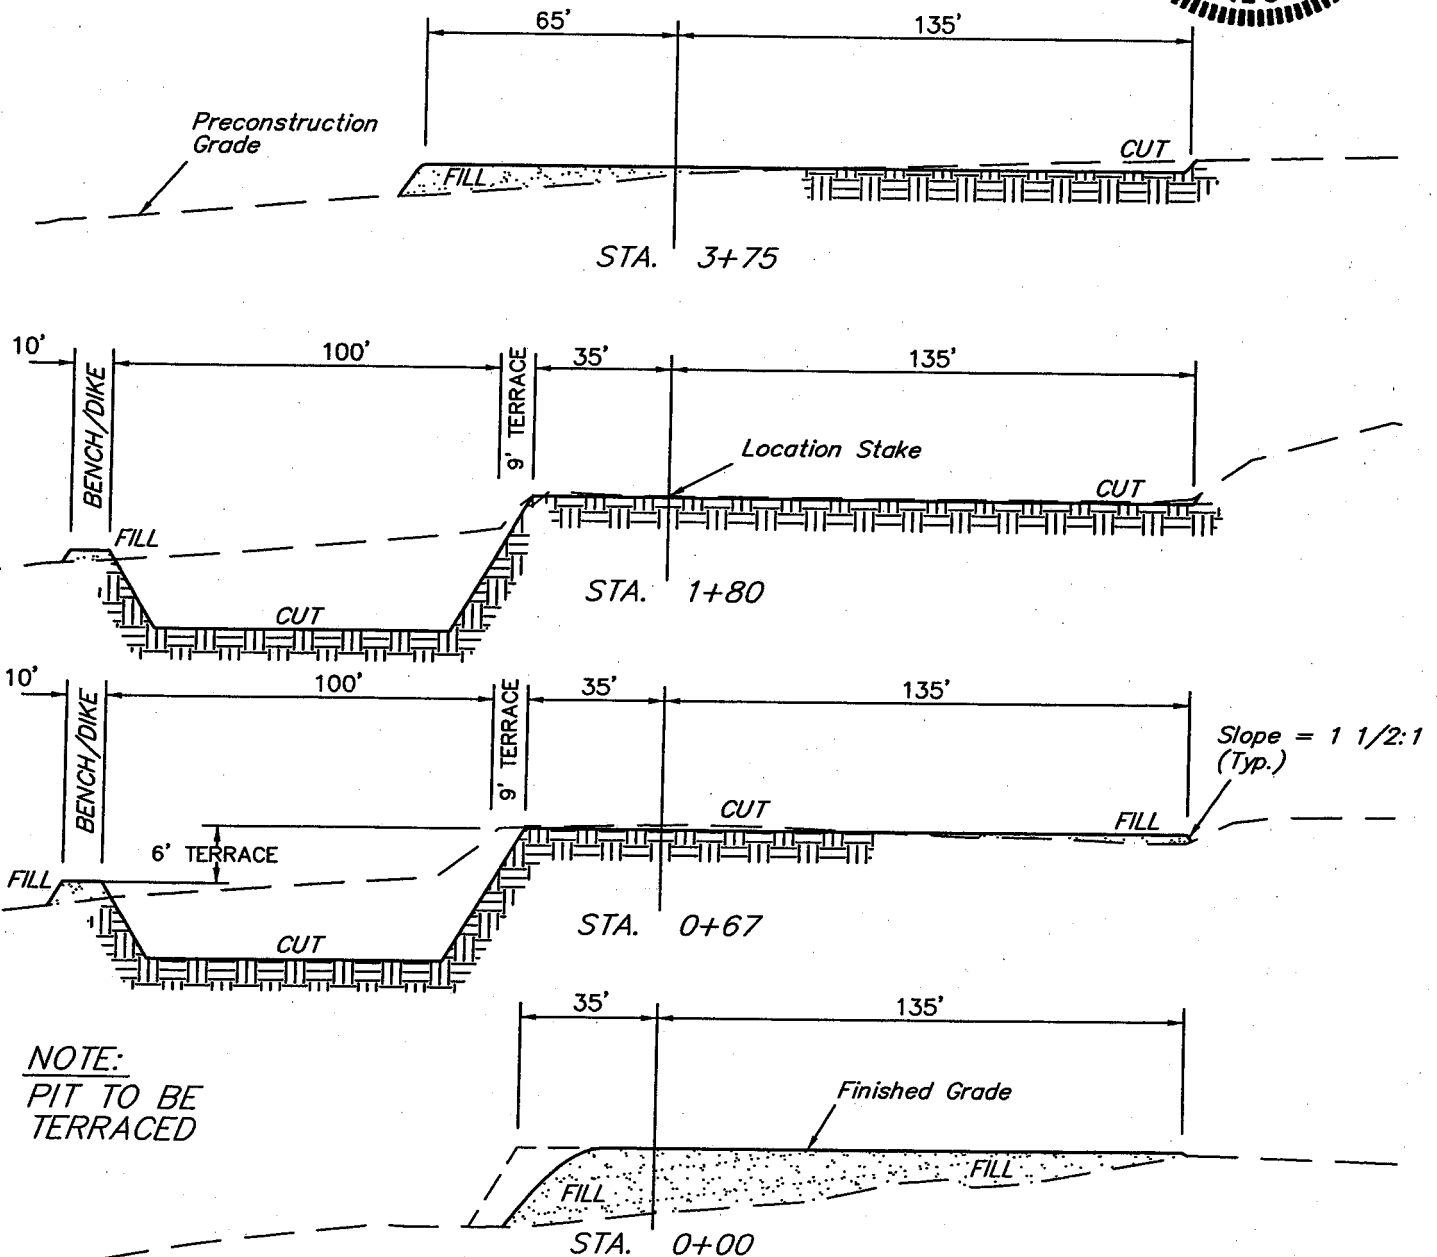 65'
135'
Preconstruction
Grade
FILL
CUT
STA. 3+75
10'
BENCH/DIKE
100'
9' TERRACE
35'
135'
Location Stake
FILL
CUT
CUT
STA. 1+80
10'
BENCH/DIKE
100'
9' TERRACE
35'
135'
Slope = 1 1/2:1
(Typ.)
CUT
FILL
6' TERRACE
FILL
CUT
STA. 0+67
35'
135'
NOTE:
PIT TO BE
TERRACED
Finished Grade
FILL
FILL
STA. 0+00